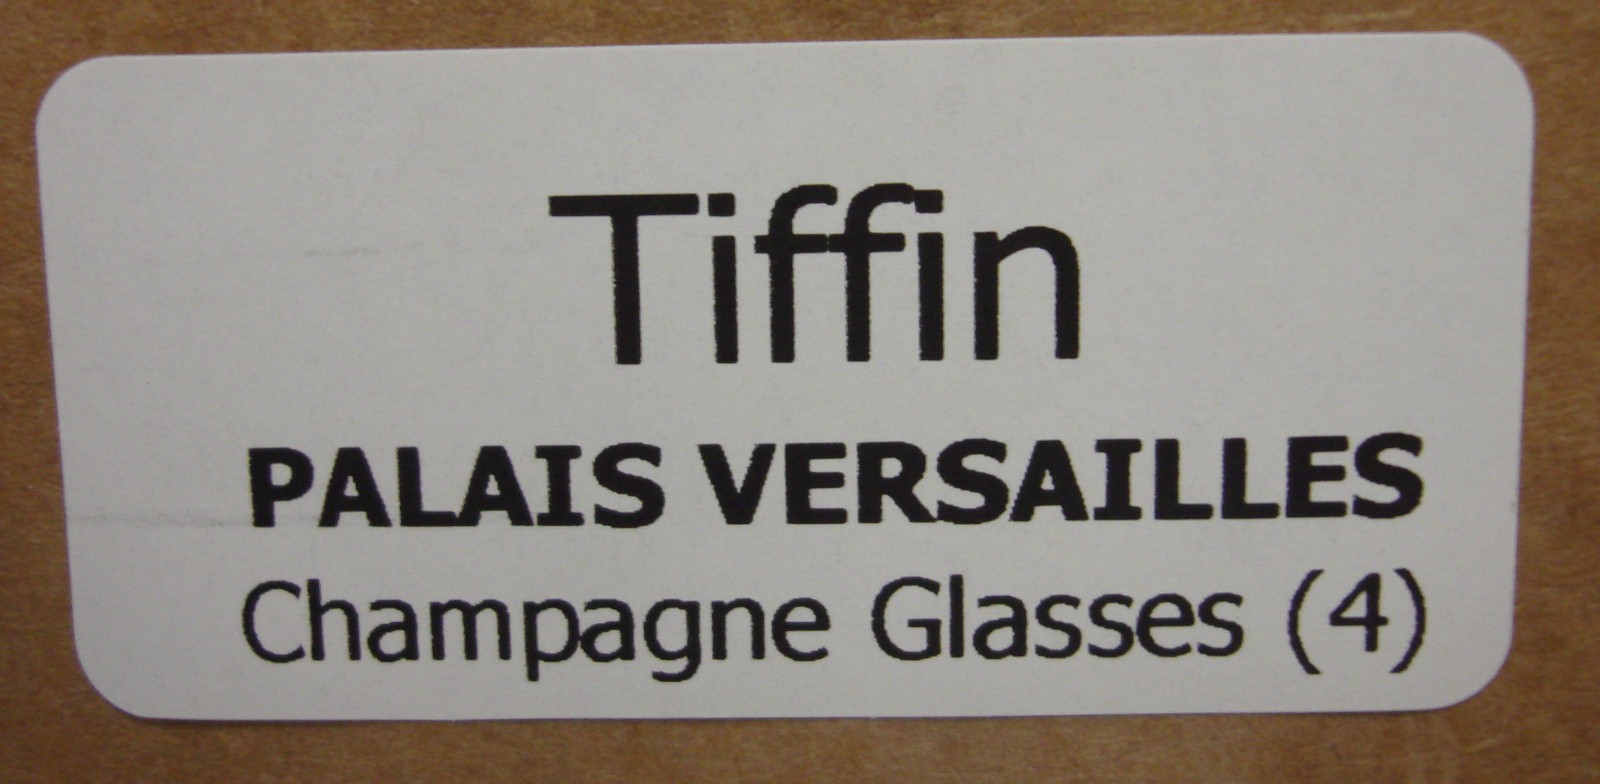 Tiffin
PALAIS VERSAILLES
Champagne Glasses (4)